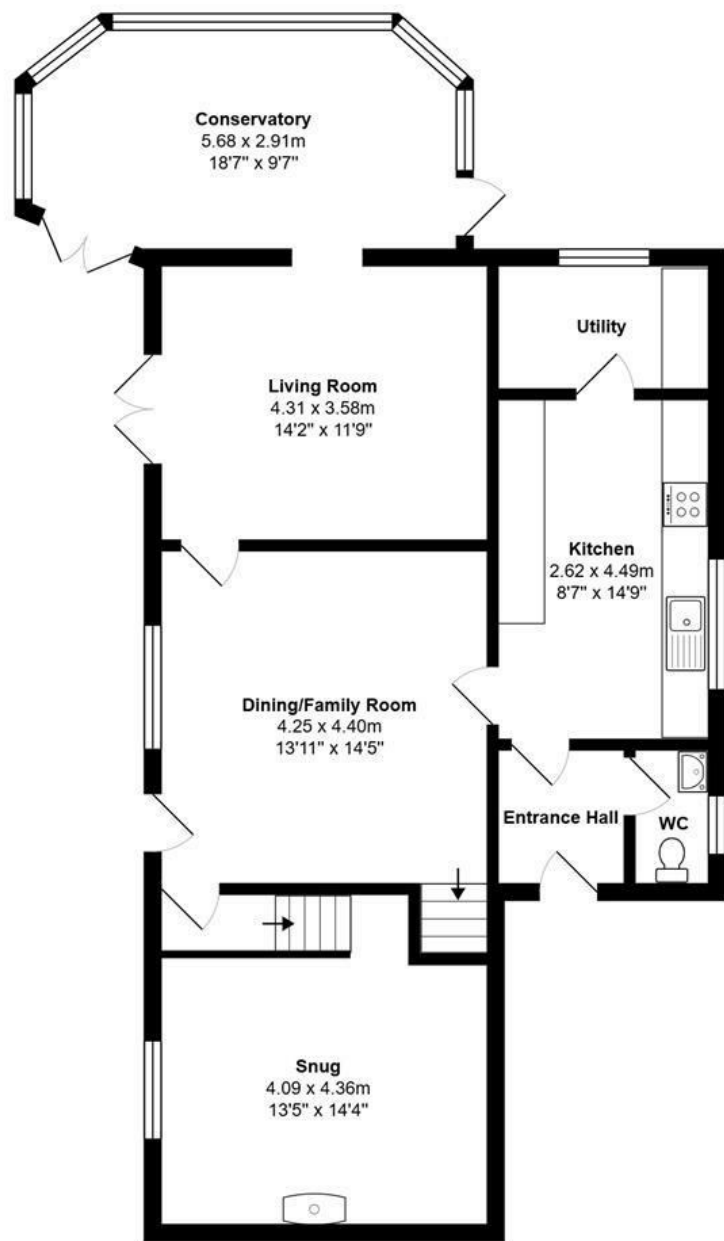 Conservatory
5.68 x 2.91m
18'7" x 9'7"
Utility
Living Room
4.31 x 3.58m
14'2" x 11'9"
Kitchen
2.62 x 4.49m
8'7" x 14'9"
Dining/Family Room
4.25 x 4.40m
13'11" x 14'5"
Entrance Hall
WC
Snug
4.09 x 4.36m
13'5" x 14'4"